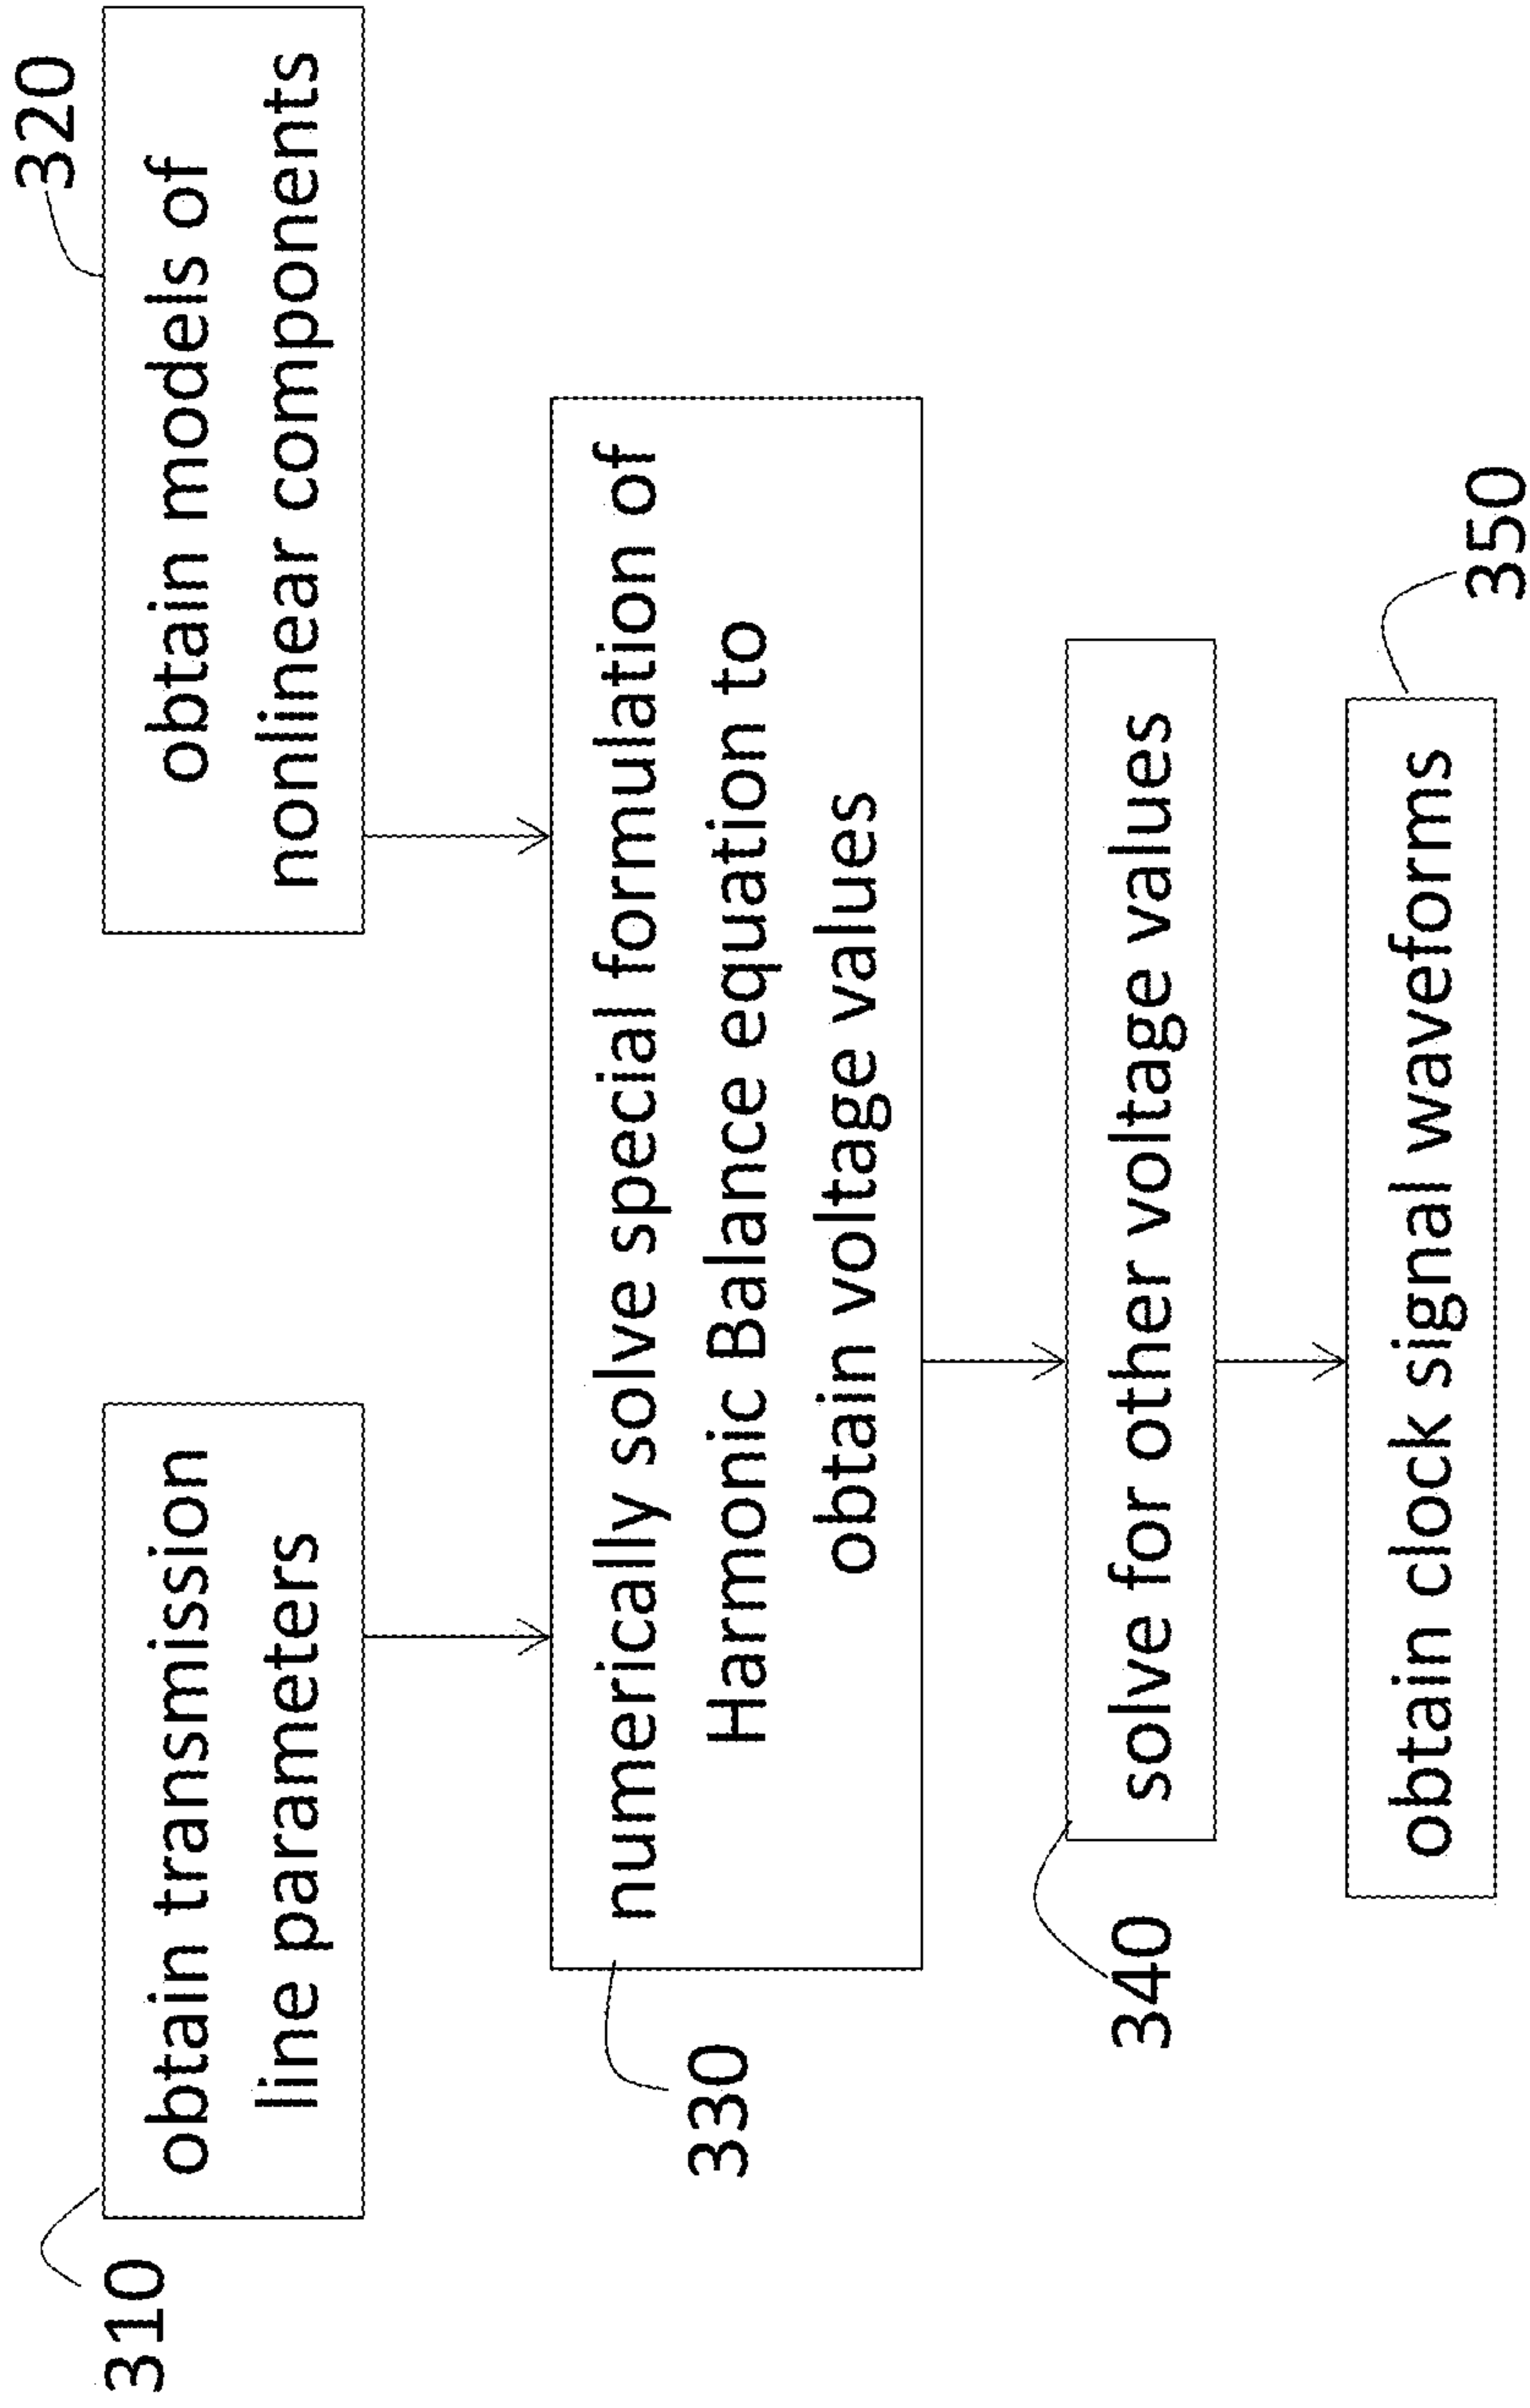 310
obtain transmission
line parameters
320
obtain models of
nonlinear components
330
numerically solve special formulation of
Harmonic Balance equation to
obtain voltage values
340
solve for other voltage values
350
obtain clock signal waveforms